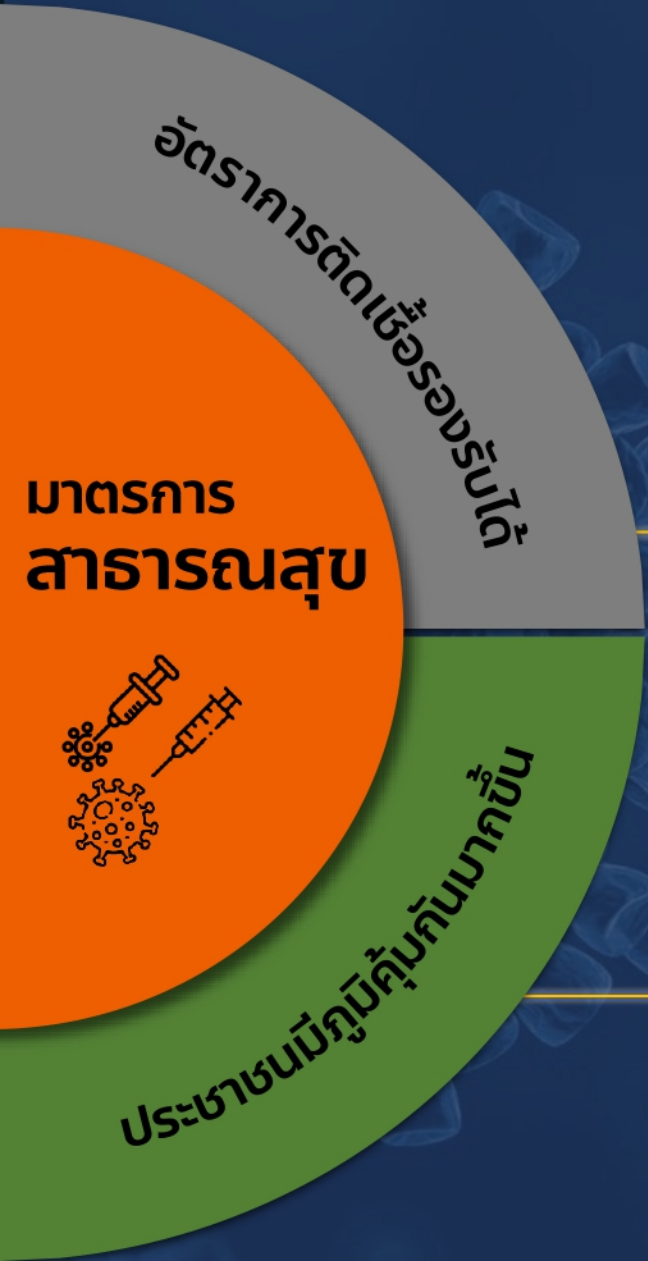 อัตราการติดเชื้อรองรับได้
มาตรการ
สาธารณสุข
ประชาชนมีภูมิคุ้มกันมากขึ้น